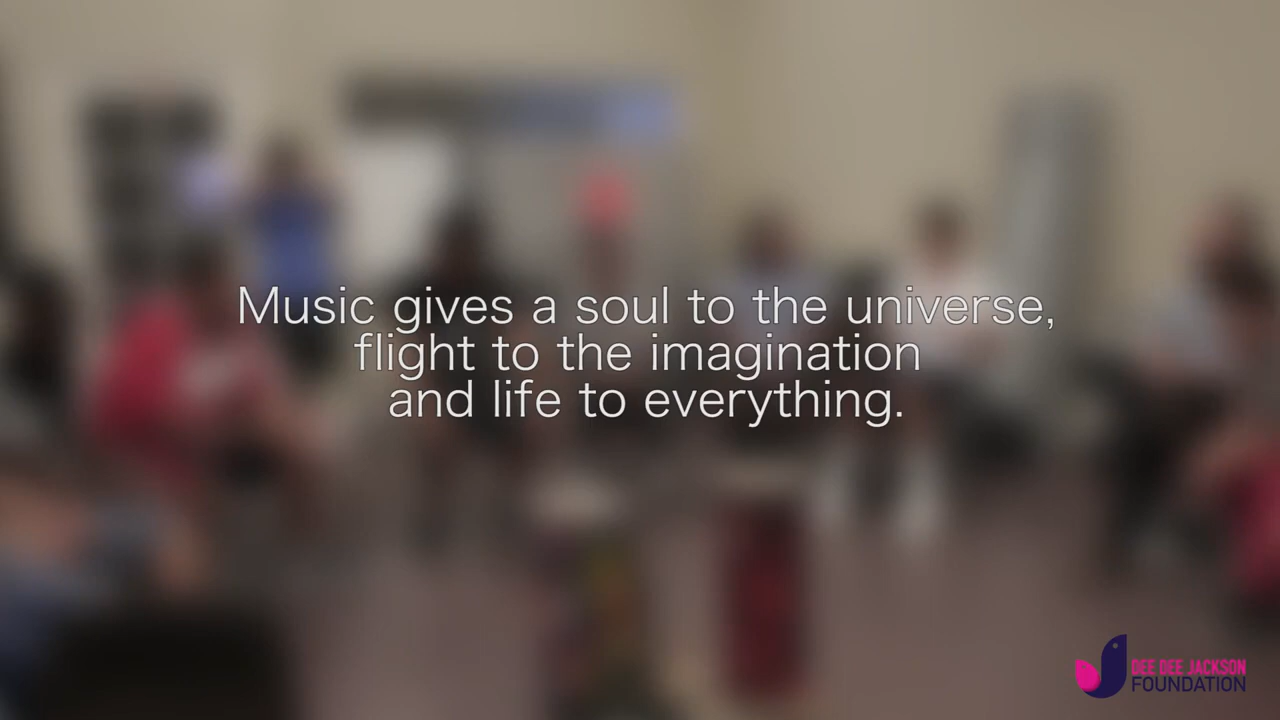 Music gives a soul to the universe,
flight to the imagination
and life to everything.
DEE DEE JACKSON
FOUNDATION